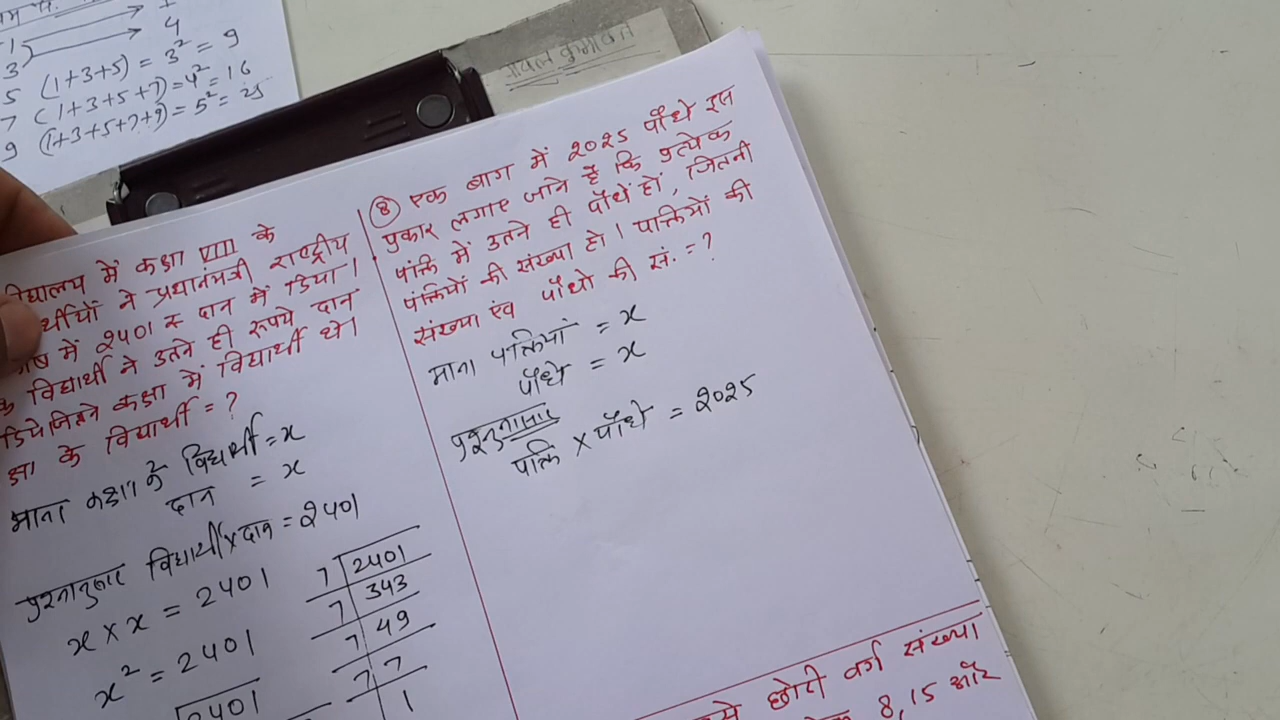 4
(1+3+5) = 3² = 9
5 (1+3+5+7) = 4² = 16
7 (1+3+5+7+9) = 5² = 25
9
में कक्षा VIII के
ने प्रधानमंत्री राष्ट्रीय
में 2401 रु दान में दिया।
विद्यार्थी ने उतने ही रूपये दान
दिये जितने कक्षा में विद्यार्थी थे।
के विद्यार्थी = ?
माना कक्षा के विद्यार्थी = x
दान = x
प्रश्नानुसार विद्यार्थी × दान = 2401
x × x = 2401
x² = 2401
2401
7 2401
7 343
7 49
7 7
1
⑧ एक बाग में 2025 पौधे इस
प्रकार लगाए जाने हैं कि प्रत्येक
पंक्ति में उतने ही पौधें हों, जितनी
पंक्तियों की संख्या हो। पंक्तियों की
संख्या एंव पौधो की सं. = ?
माना पंक्तियां = x
पौधे = x
प्रश्नुनासार
पंक्ति × पौधे = 2025
छोटी वर्ग संख्या
8, 15 और